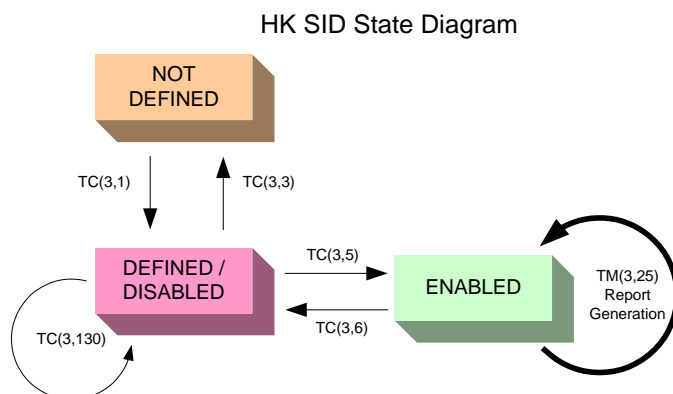 HK SID State Diagram
NOT
DEFINED
TC(3,1)
TC(3,3)
DEFINED /
DISABLED
TC(3,5)
TC(3,6)
ENABLED
TM(3,25)
Report
Generation
TC(3,130)